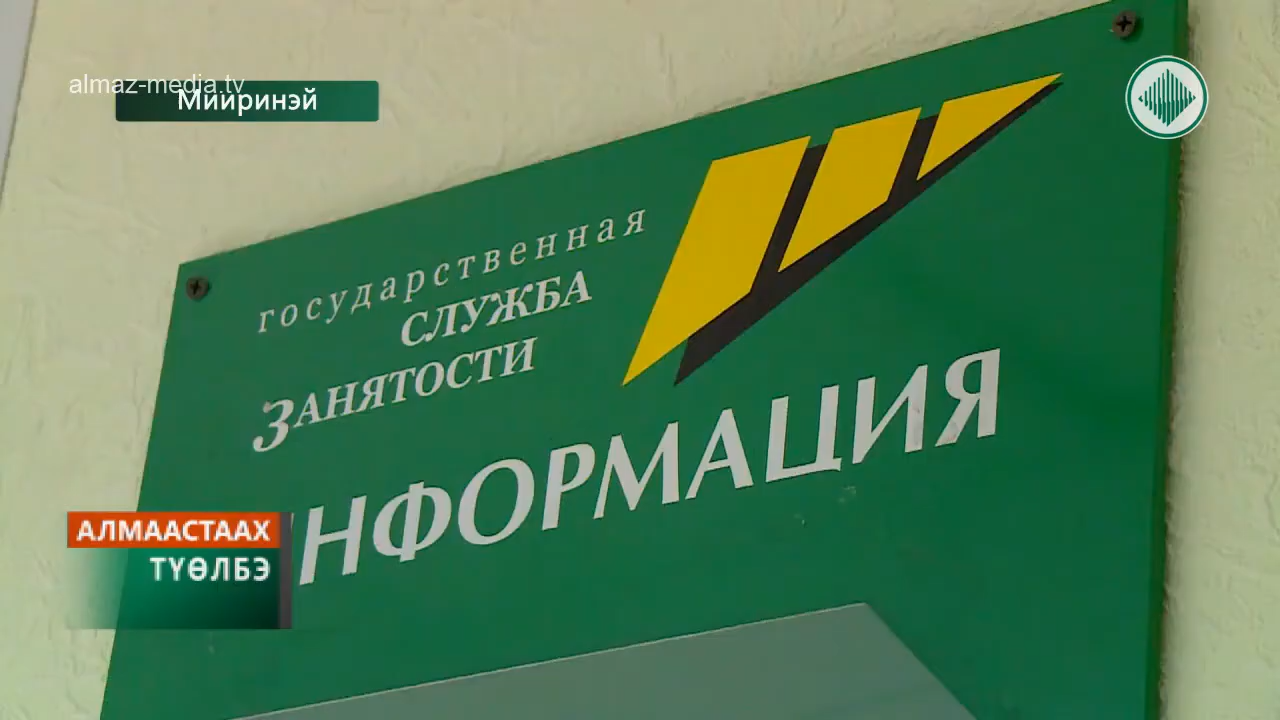 almaz-media.tv
Мииринэй
государственная
СЛУЖБА
ЗАНЯТОСТИ
НФОРМАЦИЯ
АЛМААСТААХ
ТҮӨЛБЭ